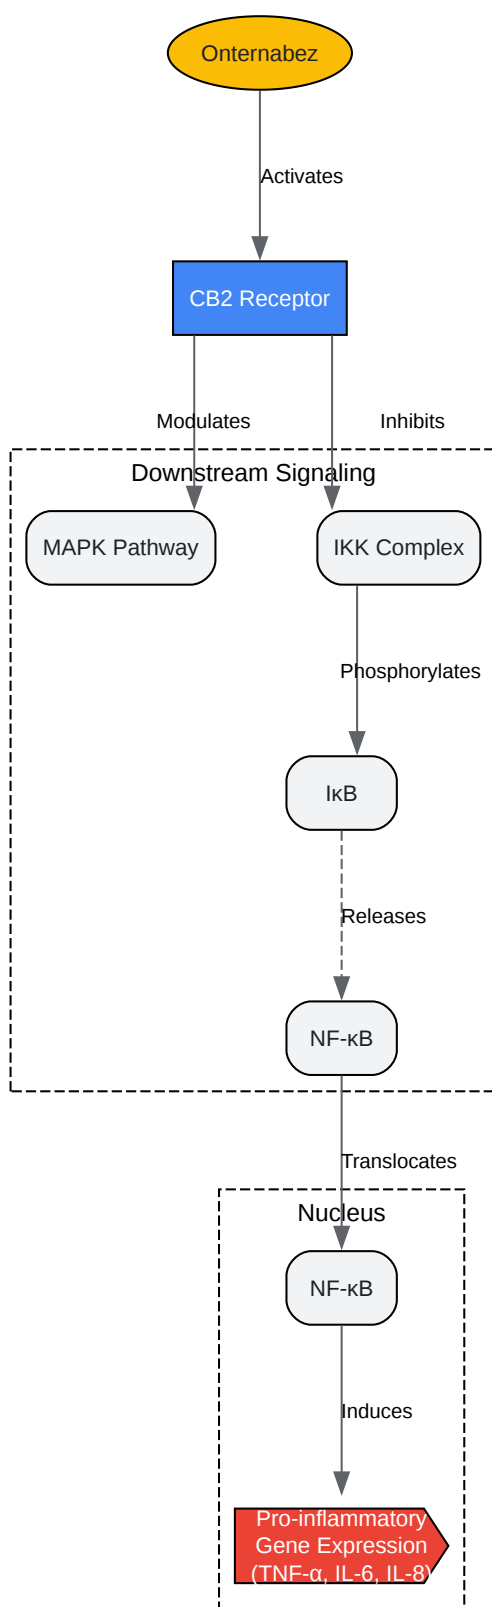 Onternabez
Activates
CB2 Receptor
Modulates
Inhibits
Downstream Signaling
MAPK Pathway
IKK Complex
Phosphorylates
IκB
Releases
NF-κB
Translocates
Nucleus
NF-κB
Induces
Pro-inflammatory
Gene Expression
(TNF-α, IL-6, IL-8)